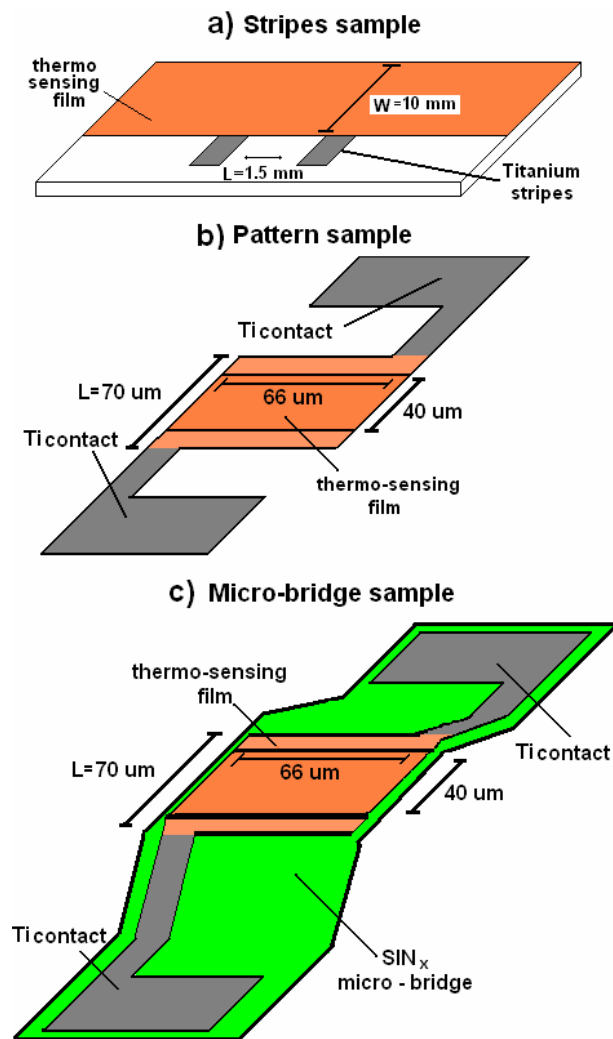 a) Stripes sample
thermo
sensing
film
W=10 mm
L=1.5 mm
Titanium
stripes
b) Pattern sample
Ti contact
L=70 um
66 um
40 um
Ti contact
thermo-sensing
film
c) Micro-bridge sample
thermo-sensing
film
Ti contact
L=70 um
66 um
40 um
Ti contact
SIN x
micro - bridge